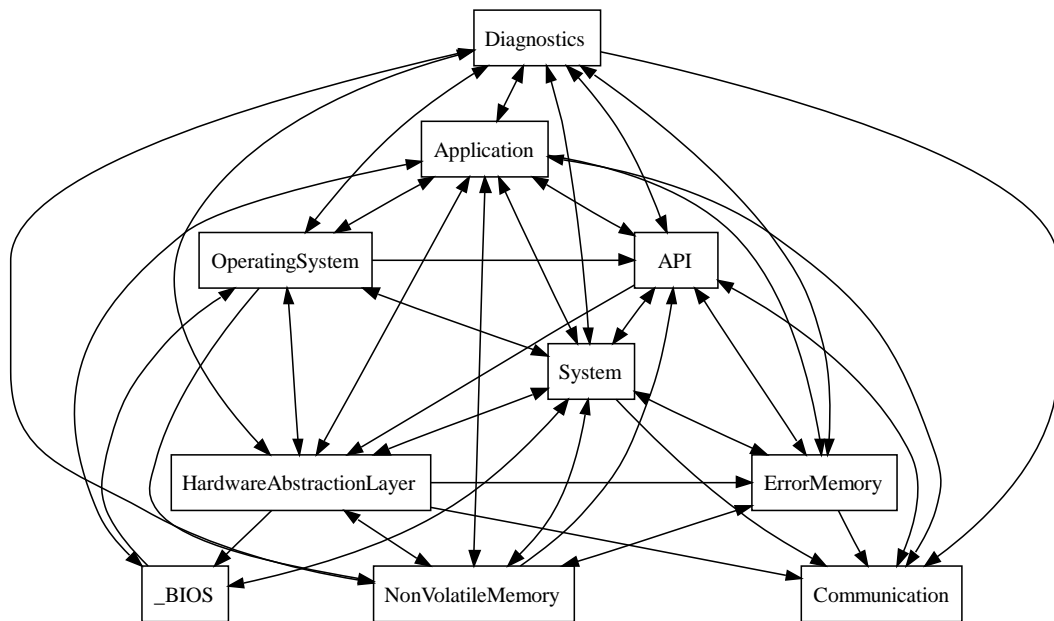 Diagnostics
Application
OperatingSystem
API
System
HardwareAbstractionLayer
ErrorMemory
_BIOS
NonVolatileMemory
Communication